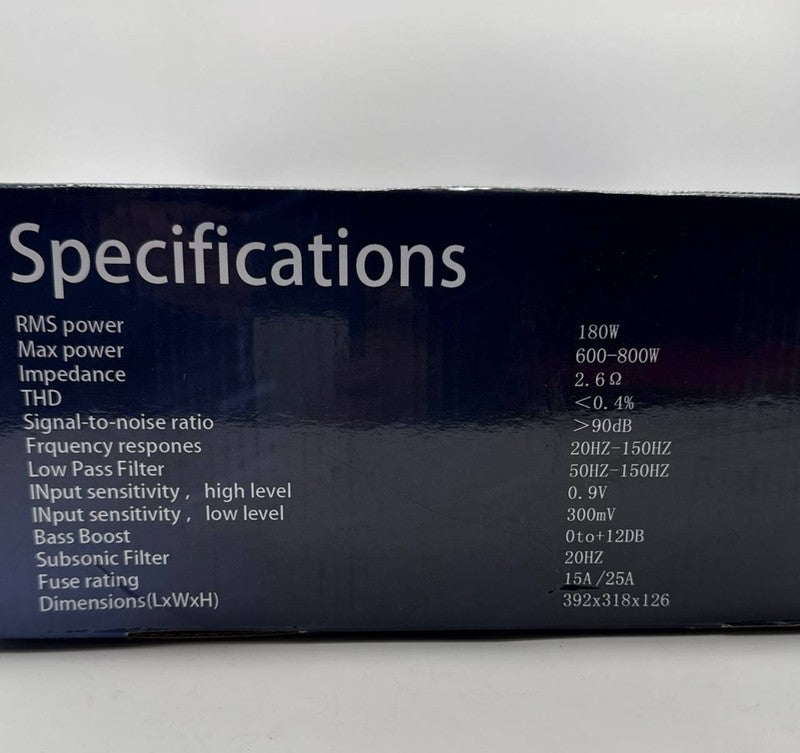 Specifications
RMS power 180W
Max power 600-800W
Impedance 2.6Ω
THD <0.4%
Signal-to-noise ratio >90dB
Frquency respones 20HZ-150HZ
Low Pass Filter 50HZ-150HZ
INput sensitivity, high level 0.9V
INput sensitivity, low level 300mV
Bass Boost 0to+12DB
Subsonic Filter 20HZ
Fuse rating 15A/25A
Dimensions(LxWxH) 392x318x126